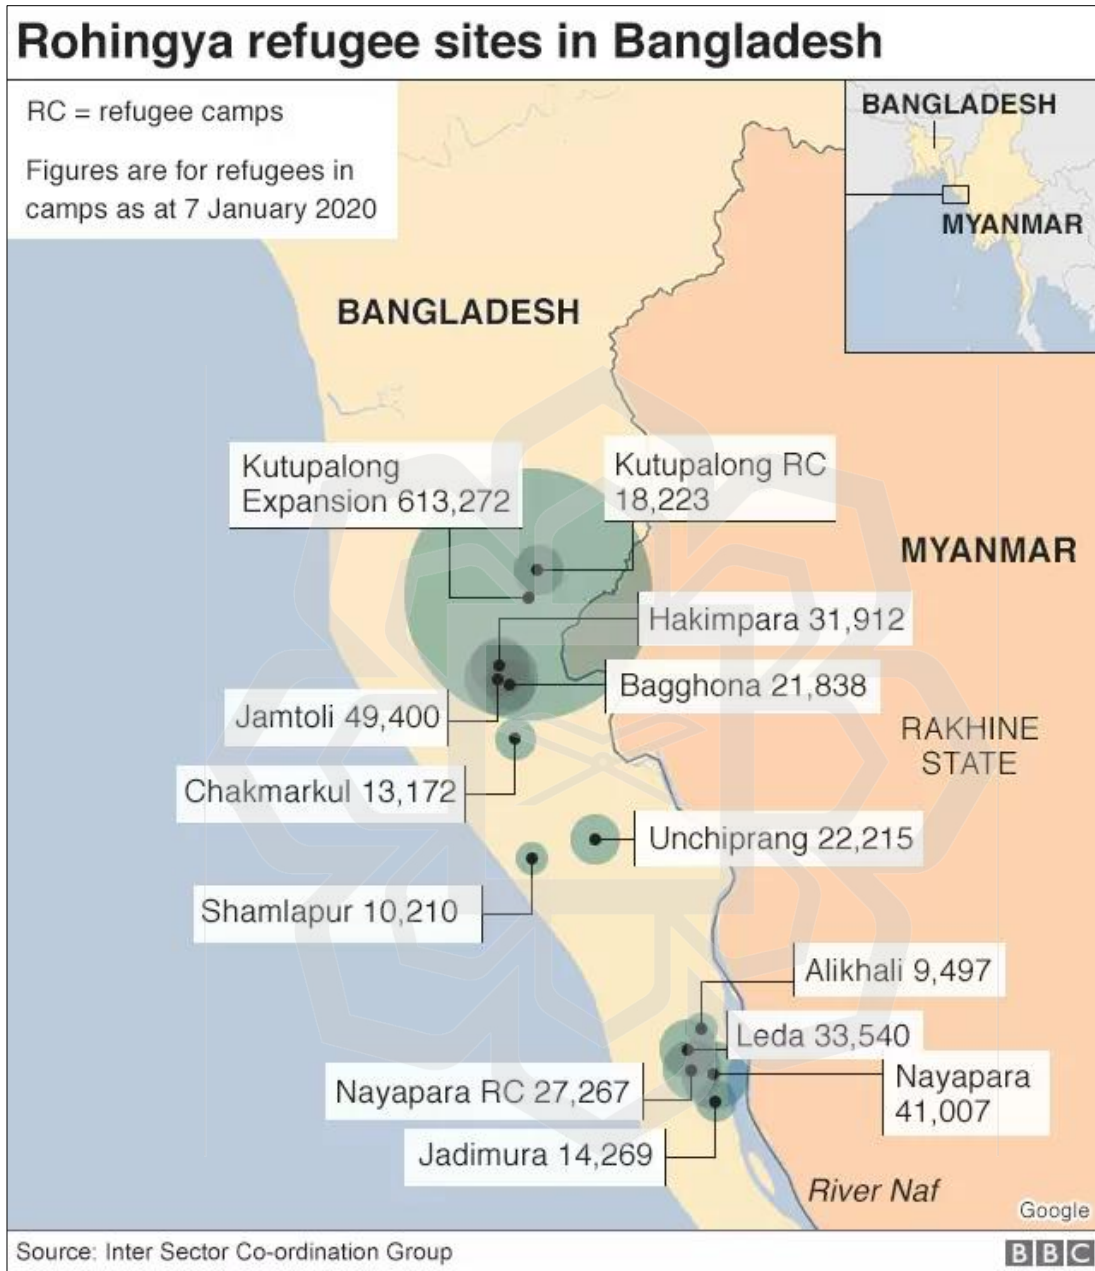 Rohingya refugee sites in Bangladesh
RC = refugee camps
Figures are for refugees in
camps as at 7 January 2020
BANGLADESH
MYANMAR
BANGLADESH
Kutupalong
Expansion 613,272
Kutupalong RC
18,223
MYANMAR
Hakimpara 31,912
Bagghona 21,838
Jamtoli 49,400
RAKHINE
STATE
Chakmarkul 13,172
Unchiprang 22,215
Shamlapur 10,210
Alikhali 9,497
Leda 33,540
Nayapara RC 27,267
Nayapara
41,007
Jadimura 14,269
River Naf
Google
Source: Inter Sector Co-ordination Group
BBC